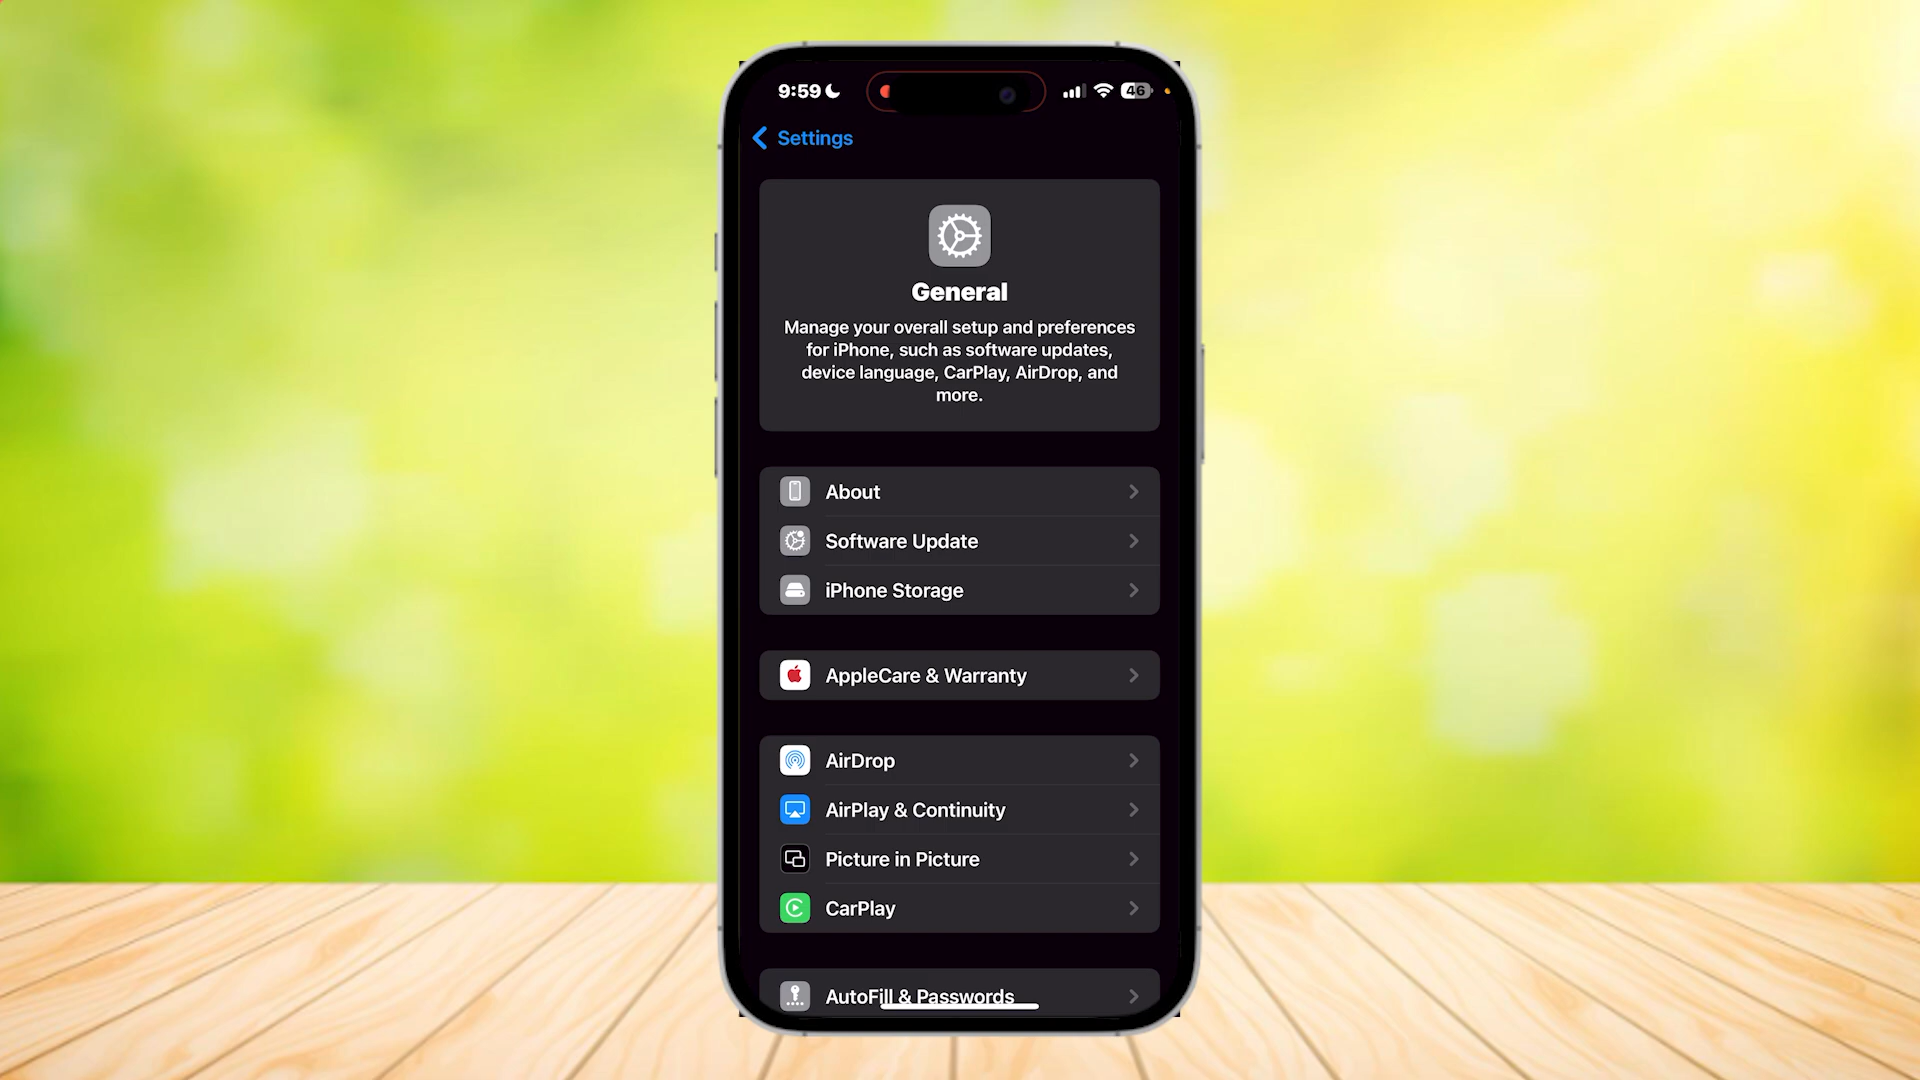 9:59
46
Settings
General
Manage your overall setup and preferences
for iPhone, such as software updates,
device language, CarPlay, AirDrop, and
more.
About
Software Update
iPhone Storage
AppleCare & Warranty
AirDrop
AirPlay & Continuity
Picture in Picture
CarPlay
AutoFill & Passwords